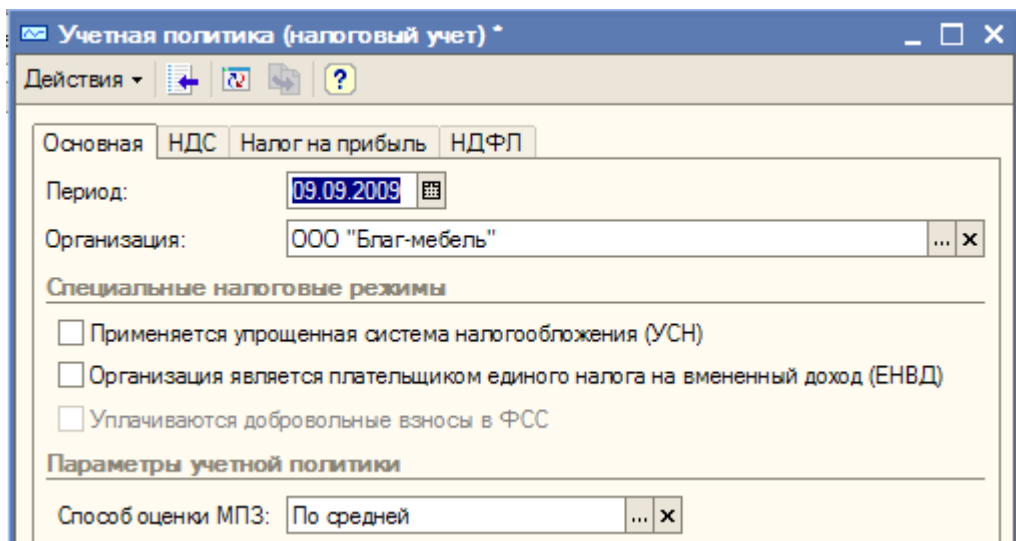 Учетная политика (налоговый учет) *
Действия
Основная НДС Налог на прибыль НДФЛ
Период: 09.09.2009
Организация: ООО "Благ-мебель" ... x
Специальные налоговые режимы
Применяется упрощенная система налогообложения (УСН)
Организация является плательщиком единого налога на вмененный доход (ЕНВД)
Уплачиваются добровольные взносы в ФСС
Параметры учетной политики
Способ оценки МПЗ: По средней ... x